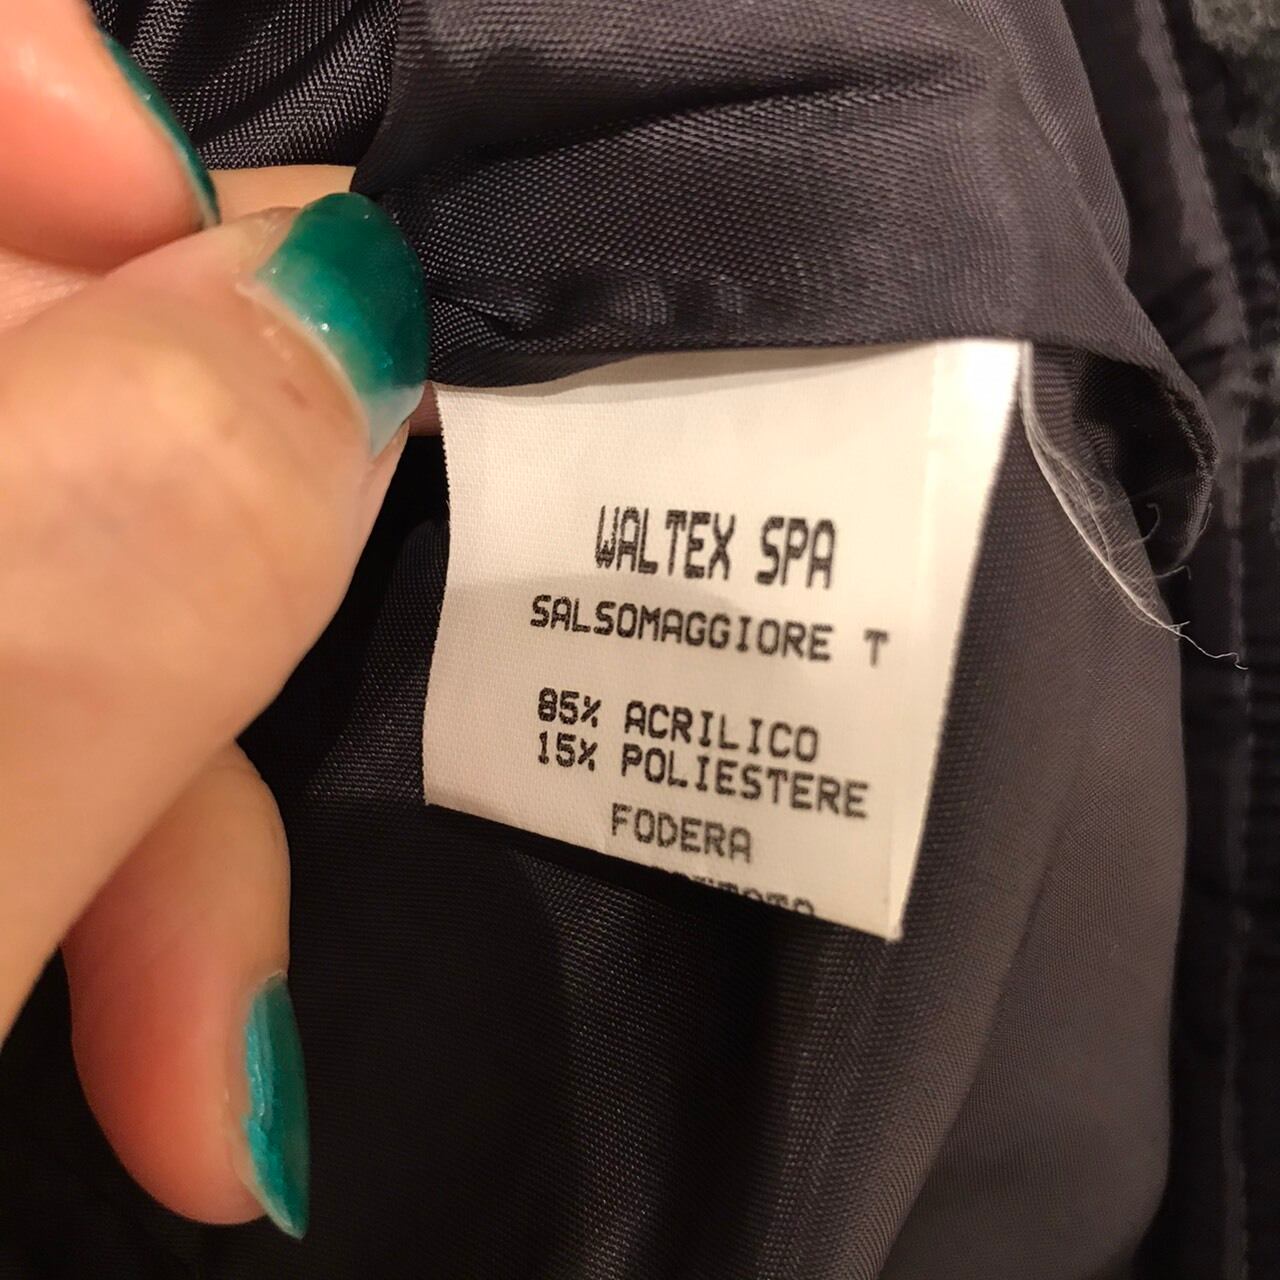 WALTEX SPA
SALSOMAGGIORE T
85% ACRILICO
15% POLIESTERE
FODERA